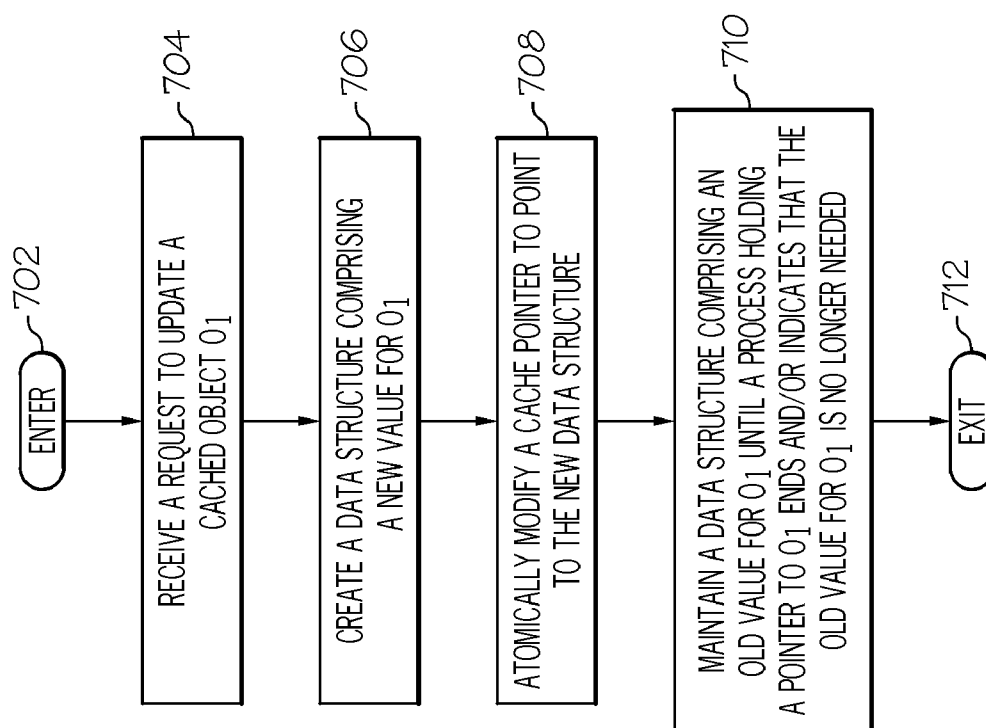 702
ENTER
704
RECEIVE A REQUEST TO UPDATE A
CACHED OBJECT O1
706
CREATE A DATA STRUCTURE COMPRISING
A NEW VALUE FOR O1
708
ATOMICALLY MODIFY A CACHE POINTER TO POINT
TO THE NEW DATA STRUCTURE
710
MAINTAIN A DATA STRUCTURE COMPRISING AN
OLD VALUE FOR O1 UNTIL A PROCESS HOLDING
A POINTER TO O1 ENDS AND/OR INDICATES THAT THE
OLD VALUE FOR O1 IS NO LONGER NEEDED
712
EXIT